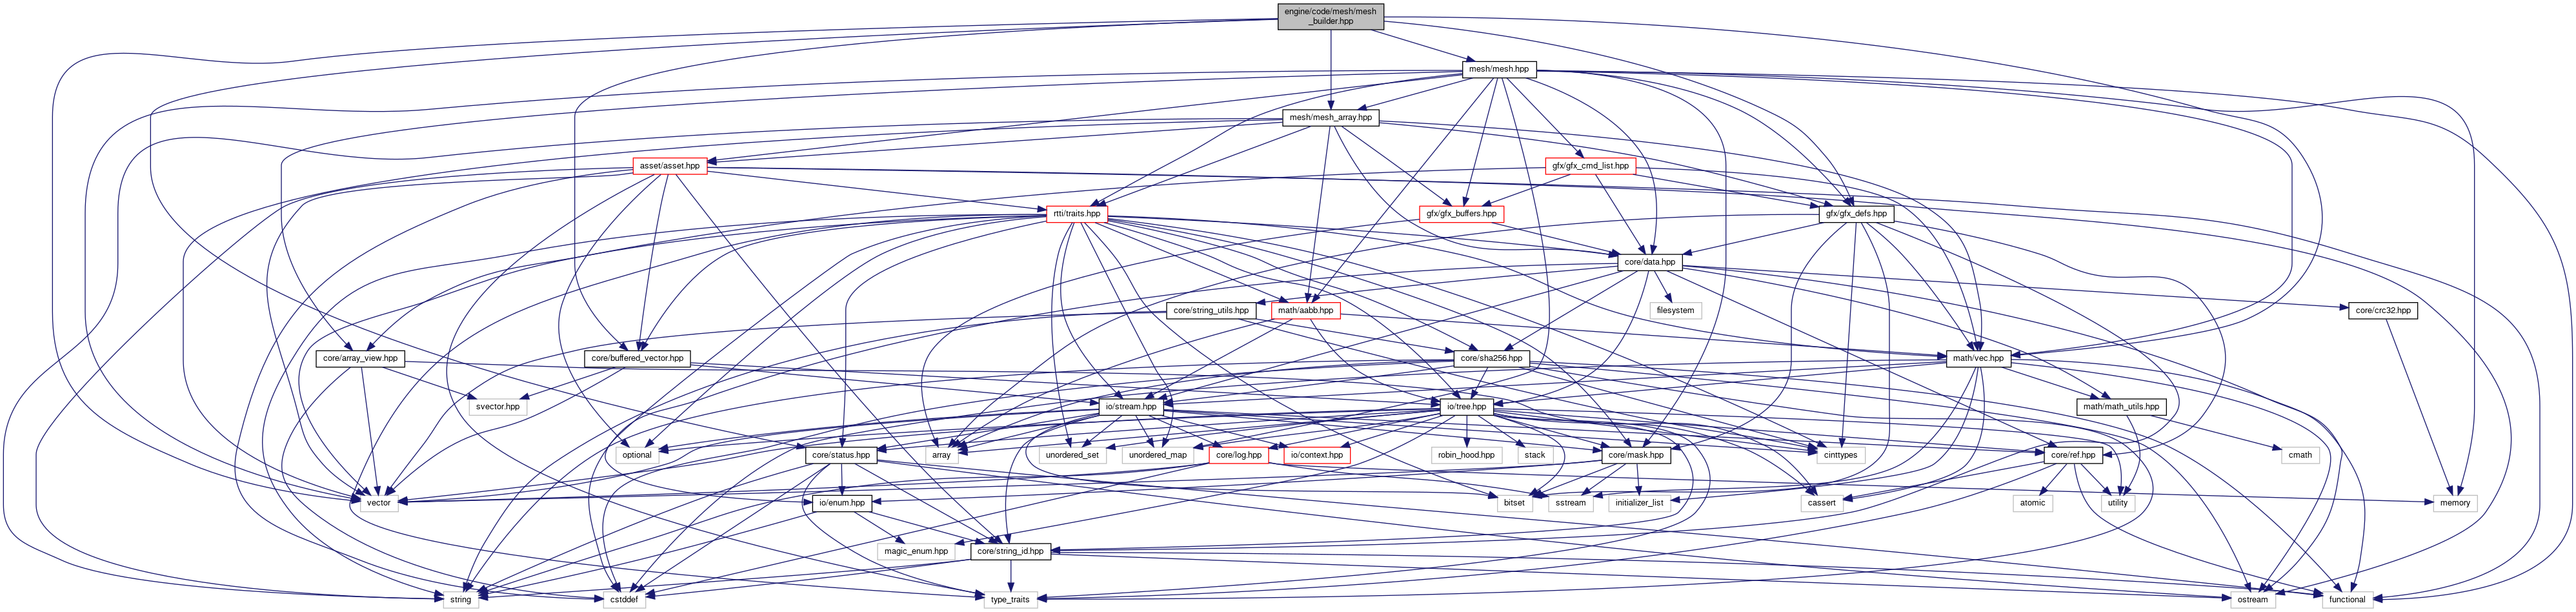 engine/code/mesh/mesh
_builder.hpp
mesh/mesh.hpp
mesh/mesh_array.hpp
asset/asset.hpp
gfx/gfx_cmd_list.hpp
rtti/traits.hpp
gfx/gfx_buffers.hpp
gfx/gfx_defs.hpp
core/data.hpp
core/string_utils.hpp
math/aabb.hpp
filesystem
core/crc32.hpp
core/array_view.hpp
core/buffered_vector.hpp
core/sha256.hpp
math/vec.hpp
svector.hpp
io/stream.hpp
io/tree.hpp
math/math_utils.hpp
optional
core/status.hpp
array
unordered_set
unordered_map
core/log.hpp
io/context.hpp
robin_hood.hpp
stack
core/mask.hpp
cinttypes
core/ref.hpp
cmath
vector
io/enum.hpp
bitset
sstream
initializer_list
cassert
atomic
utility
memory
magic_enum.hpp
core/string_id.hpp
string
cstddef
type_traits
ostream
functional